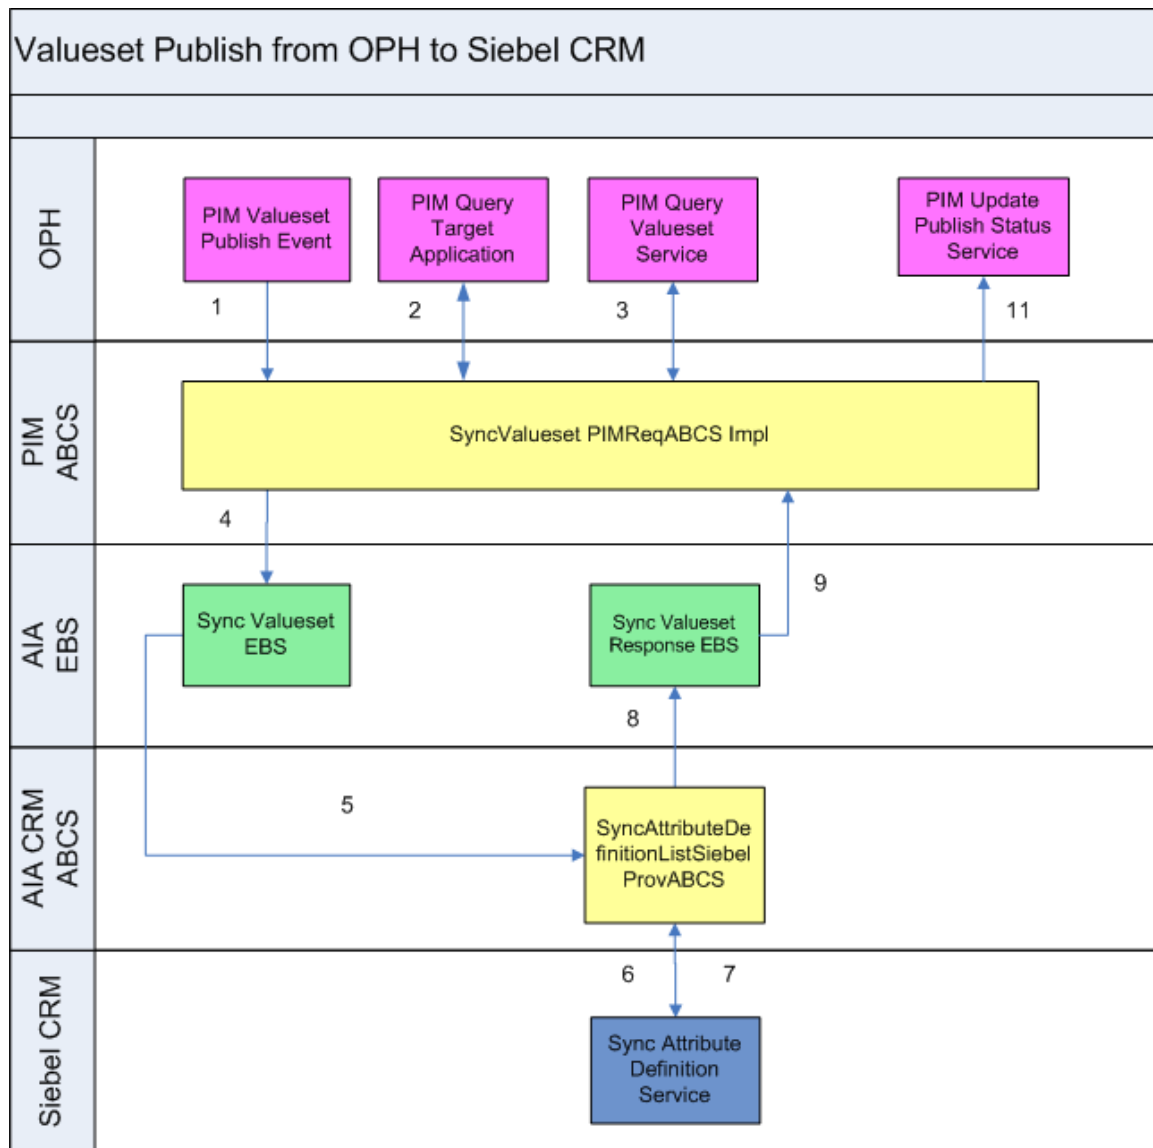 Valueset Publish from OPH to Siebel CRM
OPH
PIM Valueset
Publish Event
PIM Query
Target
Application
PIM Query
Valueset
Service
PIM Update
Publish Status
Service
1
2
3
11
PIM
ABCS
SyncValueset PIMReqABCS Impl
4
9
AIA
EBS
Sync Valueset
EBS
Sync Valueset
Response EBS
8
AIA CRM
ABCS
5
SyncAttributeDe
finitionListSiebel
ProvABCS
6
7
Siebel CRM
Sync Attribute
Definition
Service